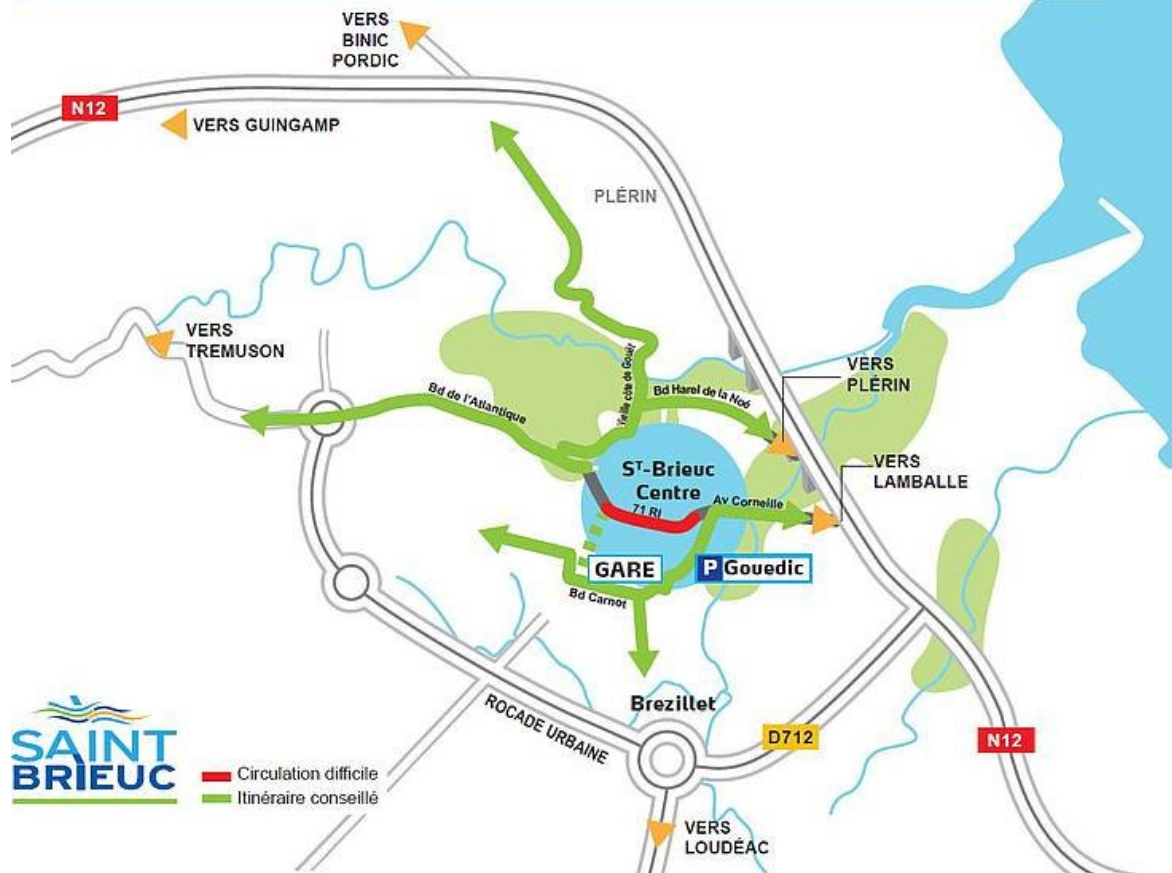 VERS
BINIC
PORDIC
N12
VERS GUINGAMP
PLÉRIN
VERS
TREMUSON
VERS
PLÉRIN
Bd de l'Atlantique
Vieille côte de Gouët
Bd Harel de la Noé
ST-Brieuc
Centre
VERS
LAMBALLE
71 RI
Av Corneille
GARE
P Gouedic
Bd Carnot
Brezillet
ROCADE URBAINE
D712
N12
SAINT
BRIEUC
Circulation difficile
Itinéraire conseillé
VERS
LOUDÉAC